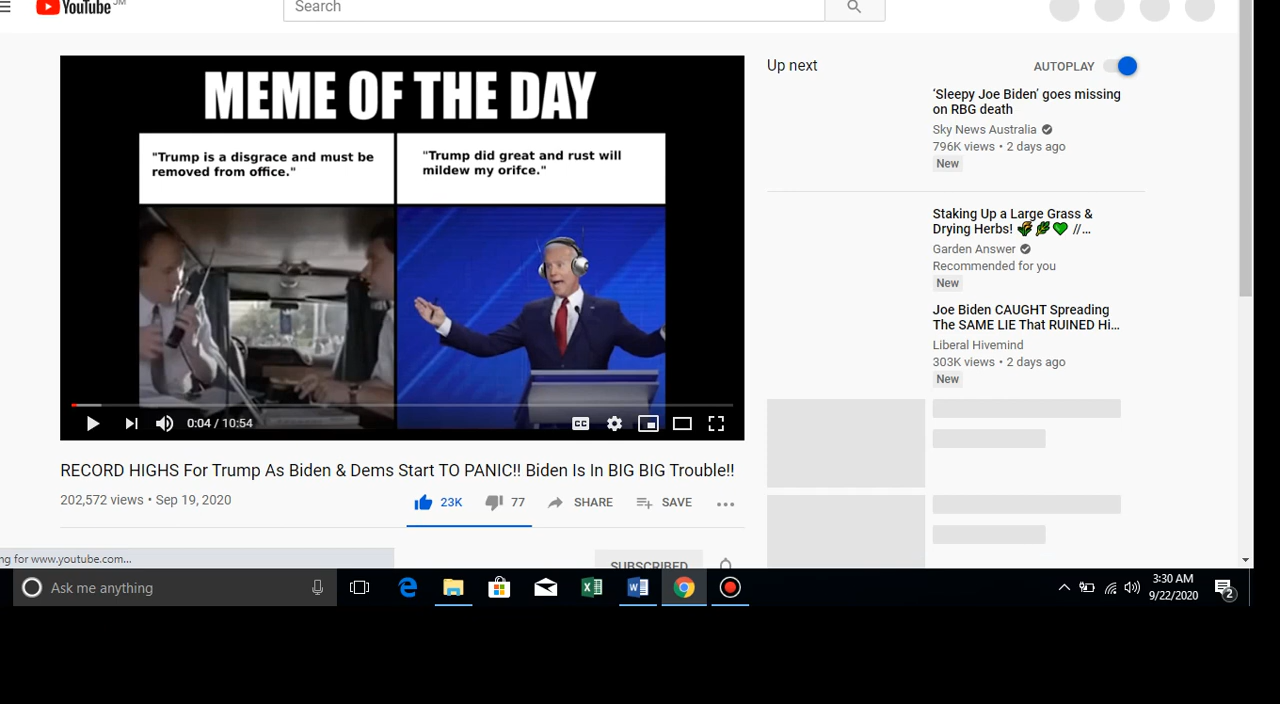 YouTube JM
Search
MEME OF THE DAY
"Trump is a disgrace and must be
removed from office."
"Trump did great and rust will
mildew my orifce."
CC
0:04 / 10:54
RECORD HIGHS For Trump As Biden & Dems Start TO PANIC!! Biden Is In BIG BIG Trouble!!
202,572 views • Sep 19, 2020
23K
77
SHARE
SAVE
SUBSCRIBED
Up next
AUTOPLAY
‘Sleepy Joe Biden’ goes missing
on RBG death
Sky News Australia
796K views • 2 days ago
New
Staking Up a Large Grass &
Drying Herbs! 🌾🌿💚 //...
Garden Answer
Recommended for you
New
Joe Biden CAUGHT Spreading
The SAME LIE That RUINED Hi...
Liberal Hivemind
303K views • 2 days ago
New
ng for www.youtube.com...
Ask me anything
3:30 AM
9/22/2020
2